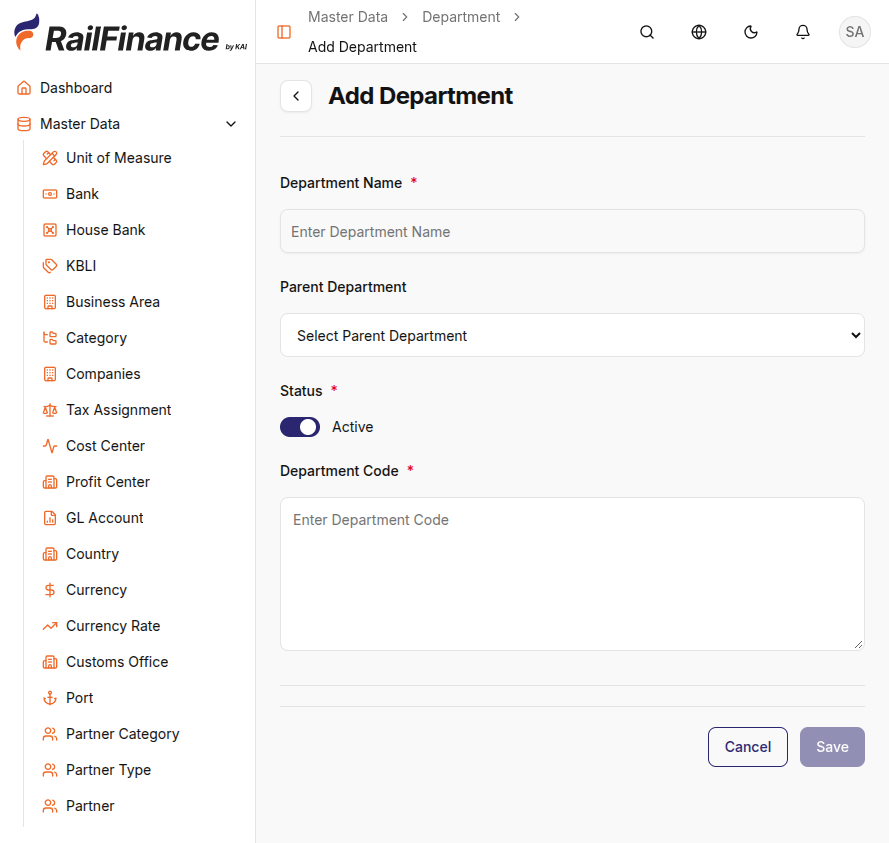 RailFinance by KAI
Dashboard
Master Data
Unit of Measure
Bank
House Bank
KBLI
Business Area
Category
Companies
Tax Assignment
Cost Center
Profit Center
GL Account
Country
Currency
Currency Rate
Customs Office
Port
Partner Category
Partner Type
Partner
Master Data > Department >
Add Department
SA
Add Department
Department Name *
Enter Department Name
Parent Department
Select Parent Department
Status *
Active
Department Code *
Enter Department Code
Cancel Save